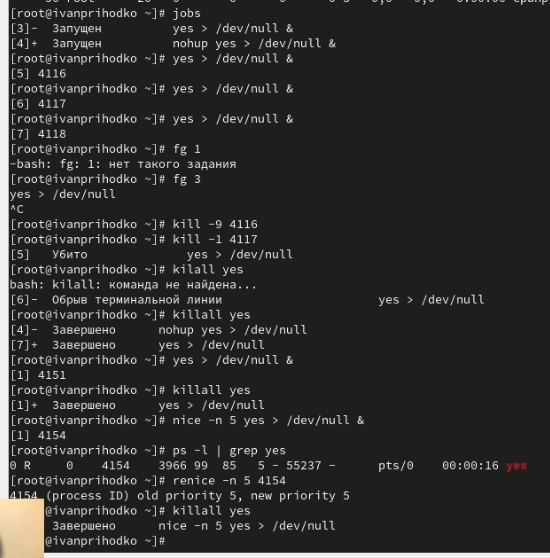 [root@ivanprihodko ~]# jobs
[3]-  Запущен          yes > /dev/null &
[4]+  Запущен          nohup yes > /dev/null &
[root@ivanprihodko ~]# yes > /dev/null &
[5] 4116
[root@ivanprihodko ~]# yes > /dev/null &
[6] 4117
[root@ivanprihodko ~]# yes > /dev/null &
[7] 4118
[root@ivanprihodko ~]# fg 1
-bash: fg: 1: нет такого задания
[root@ivanprihodko ~]# fg 3
yes > /dev/null
^C
[root@ivanprihodko ~]# kill -9 4116
[root@ivanprihodko ~]# kill -1 4117
[5]   Убито              yes > /dev/null
[root@ivanprihodko ~]# kilall yes
bash: kilall: команда не найдена...
[6]-  Обрыв терминальной линии                      yes > /dev/null
[root@ivanprihodko ~]# killall yes
[4]-  Завершено      nohup yes > /dev/null
[7]+  Завершено      yes > /dev/null
[root@ivanprihodko ~]# yes > /dev/null &
[1] 4151
[root@ivanprihodko ~]# killall yes
[1]+  Завершено      yes > /dev/null
[root@ivanprihodko ~]# nice -n 5 yes > /dev/null &
[1] 4154
[root@ivanprihodko ~]# ps -l | grep yes
0 R     0    4154    3966 99  85   5 - 55237 -      pts/0    00:00:16 yes
[root@ivanprihodko ~]# renice -n 5 4154
4154 (process ID) old priority 5, new priority 5
[root@ivanprihodko ~]# killall yes
Завершено      nice -n 5 yes > /dev/null
[root@ivanprihodko ~]#